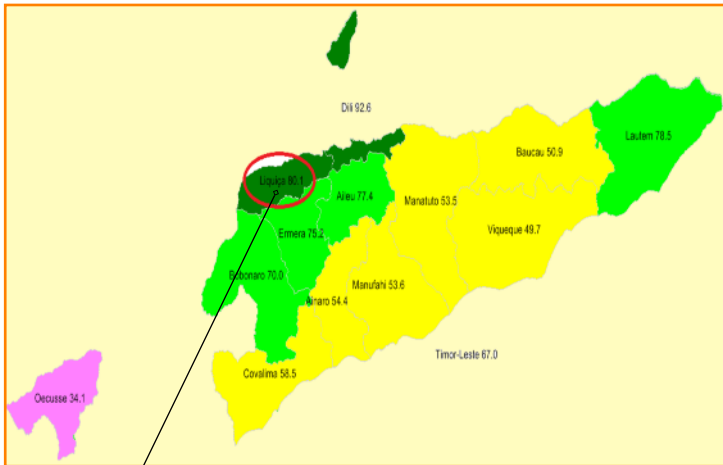 Dili 92.6
Lautem 78.5
Baucau 50.9
Liquiça 80.1
Aileu 77.4
Manatuto 53.5
Ermera 75.2
Viqueque 49.7
Bobonaro 70.0
Manufahi 53.6
Ainaro 54.4
Timor-Leste 67.0
Covalima 58.5
Oecusse 34.1